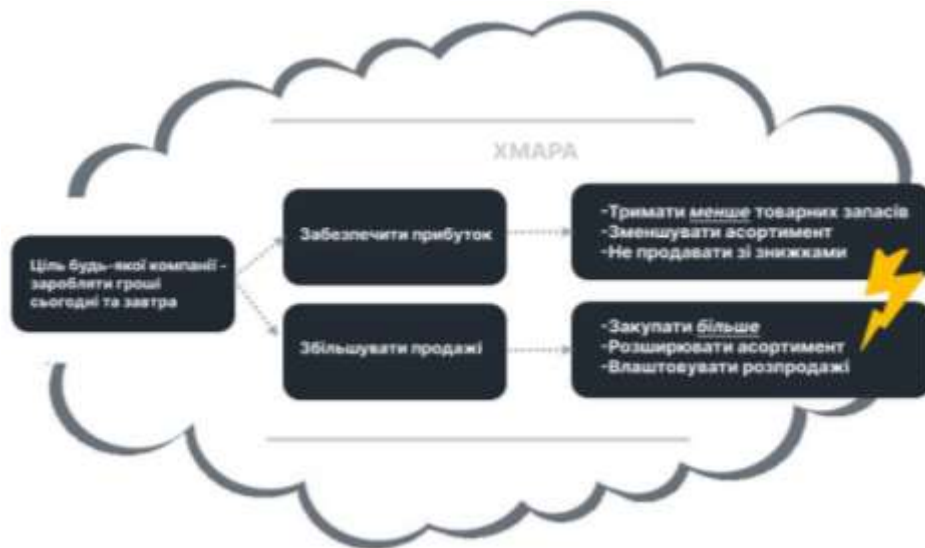 ХМАРА
Ціль будь-якої компанії -
заробляти гроші
сьогодні та завтра
Забезпечити прибуток
-Тримати менше товарних запасів
-Зменшувати асортимент
-Не продавати зі знижками
Збільшувати продажі
-Закупати більше
-Розширювати асортимент
-Влаштовувати розпродажі